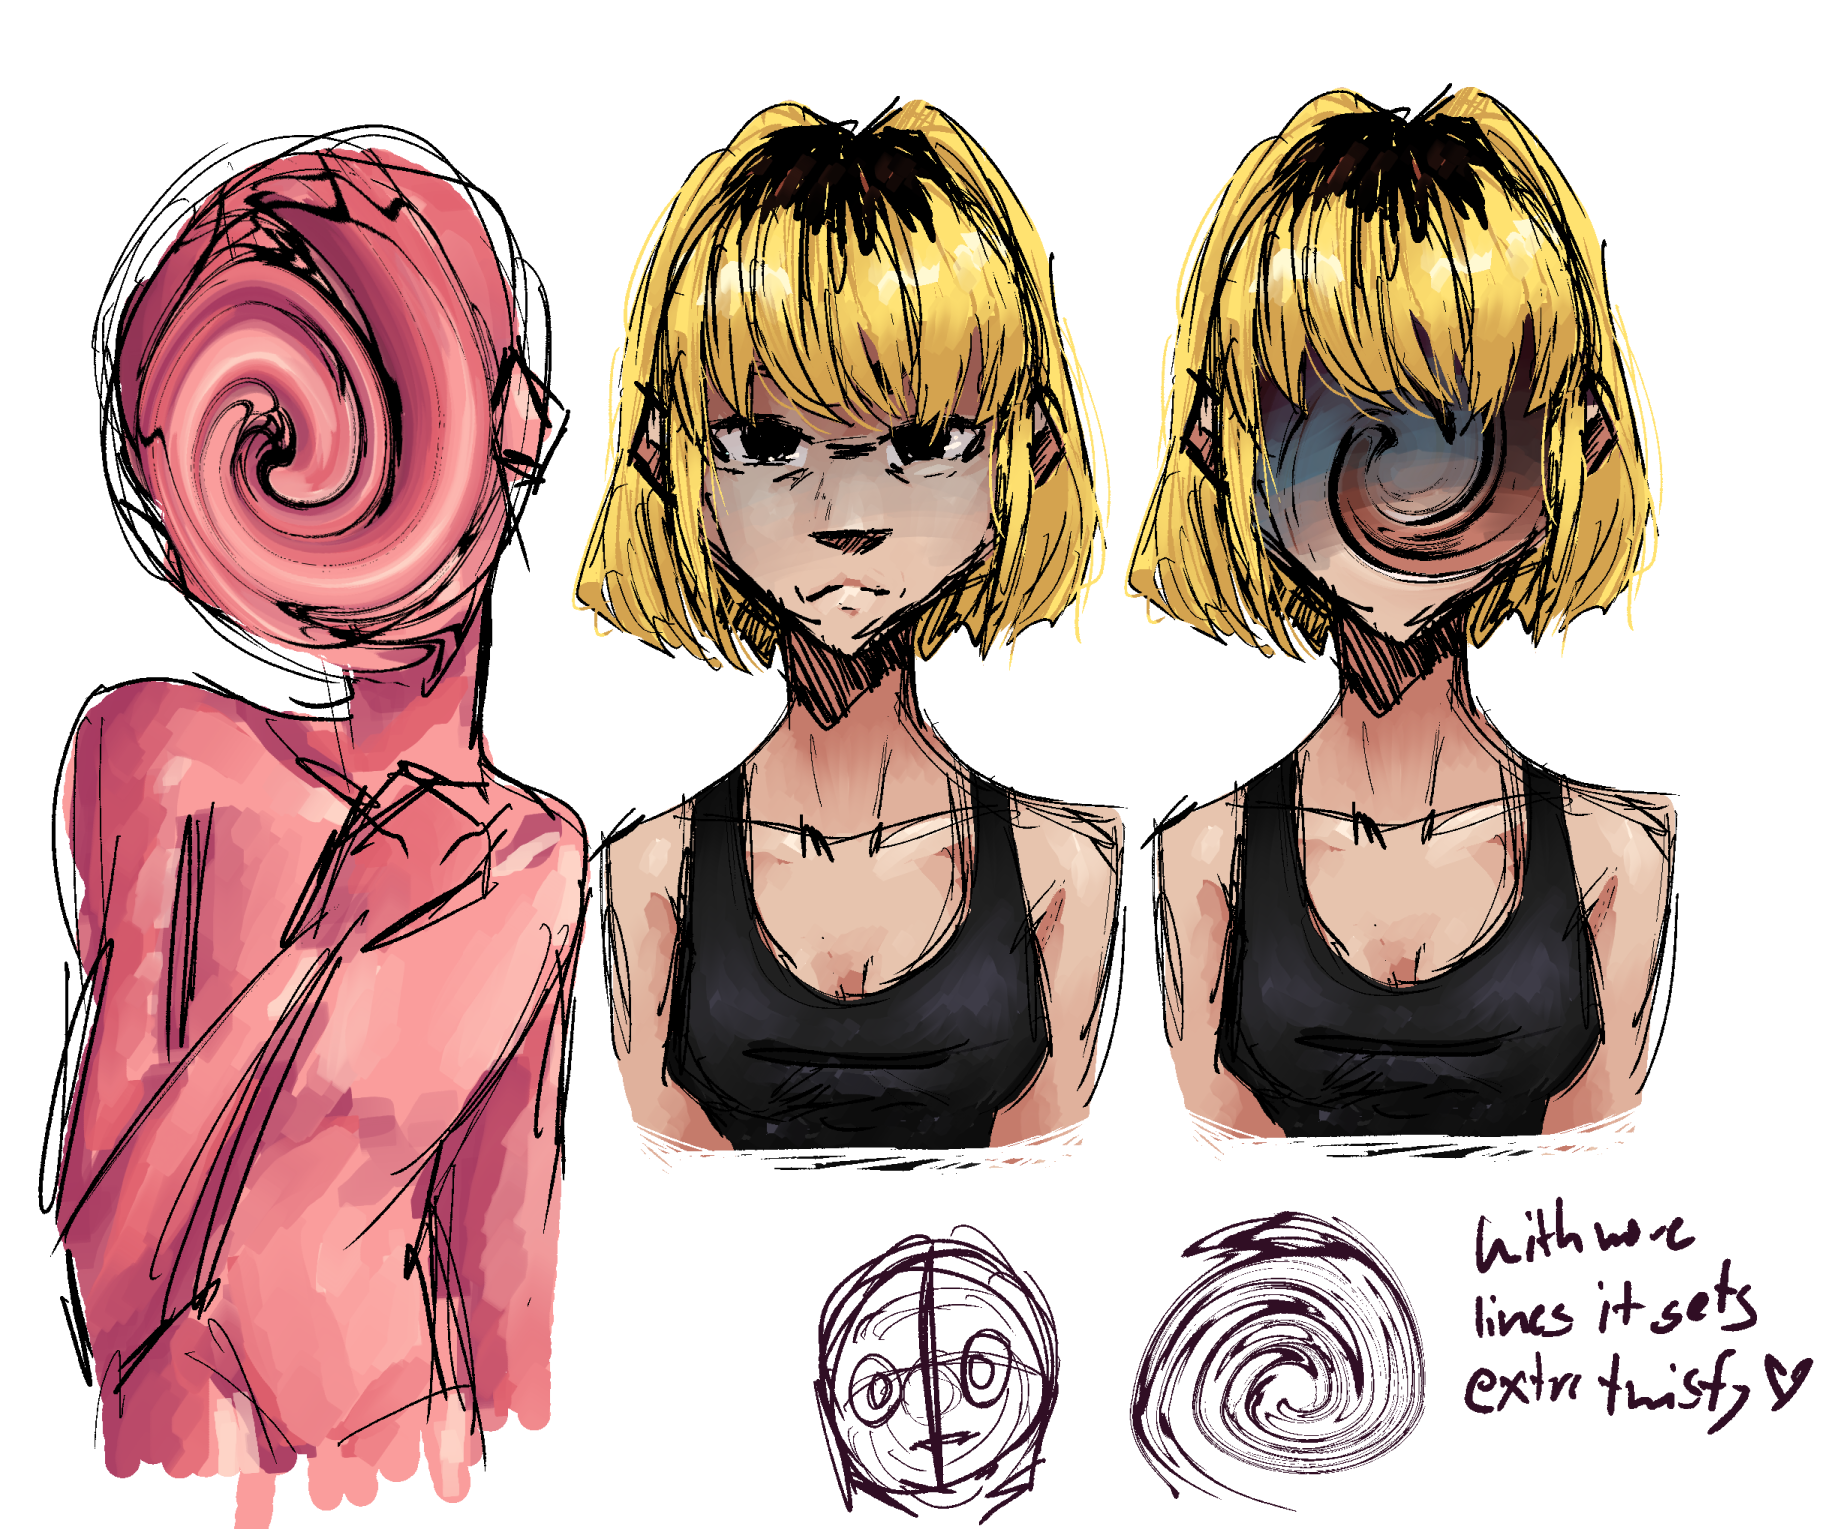 with more
lines it gets
extra twisty ♡